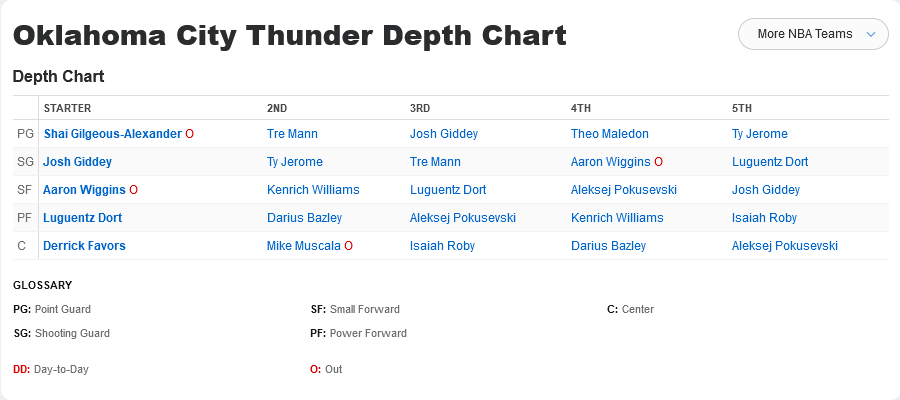 Oklahoma City Thunder Depth Chart
More NBA Teams
Depth Chart
STARTER 2ND 3RD 4TH 5TH
PG Shai Gilgeous-Alexander O Tre Mann Josh Giddey Theo Maledon Ty Jerome
SG Josh Giddey Ty Jerome Tre Mann Aaron Wiggins O Luguentz Dort
SF Aaron Wiggins O Kenrich Williams Luguentz Dort Aleksej Pokusevski Josh Giddey
PF Luguentz Dort Darius Bazley Aleksej Pokusevski Kenrich Williams Isaiah Roby
C Derrick Favors Mike Muscala O Isaiah Roby Darius Bazley Aleksej Pokusevski
GLOSSARY
PG: Point Guard SF: Small Forward C: Center
SG: Shooting Guard PF: Power Forward
DD: Day-to-Day O: Out